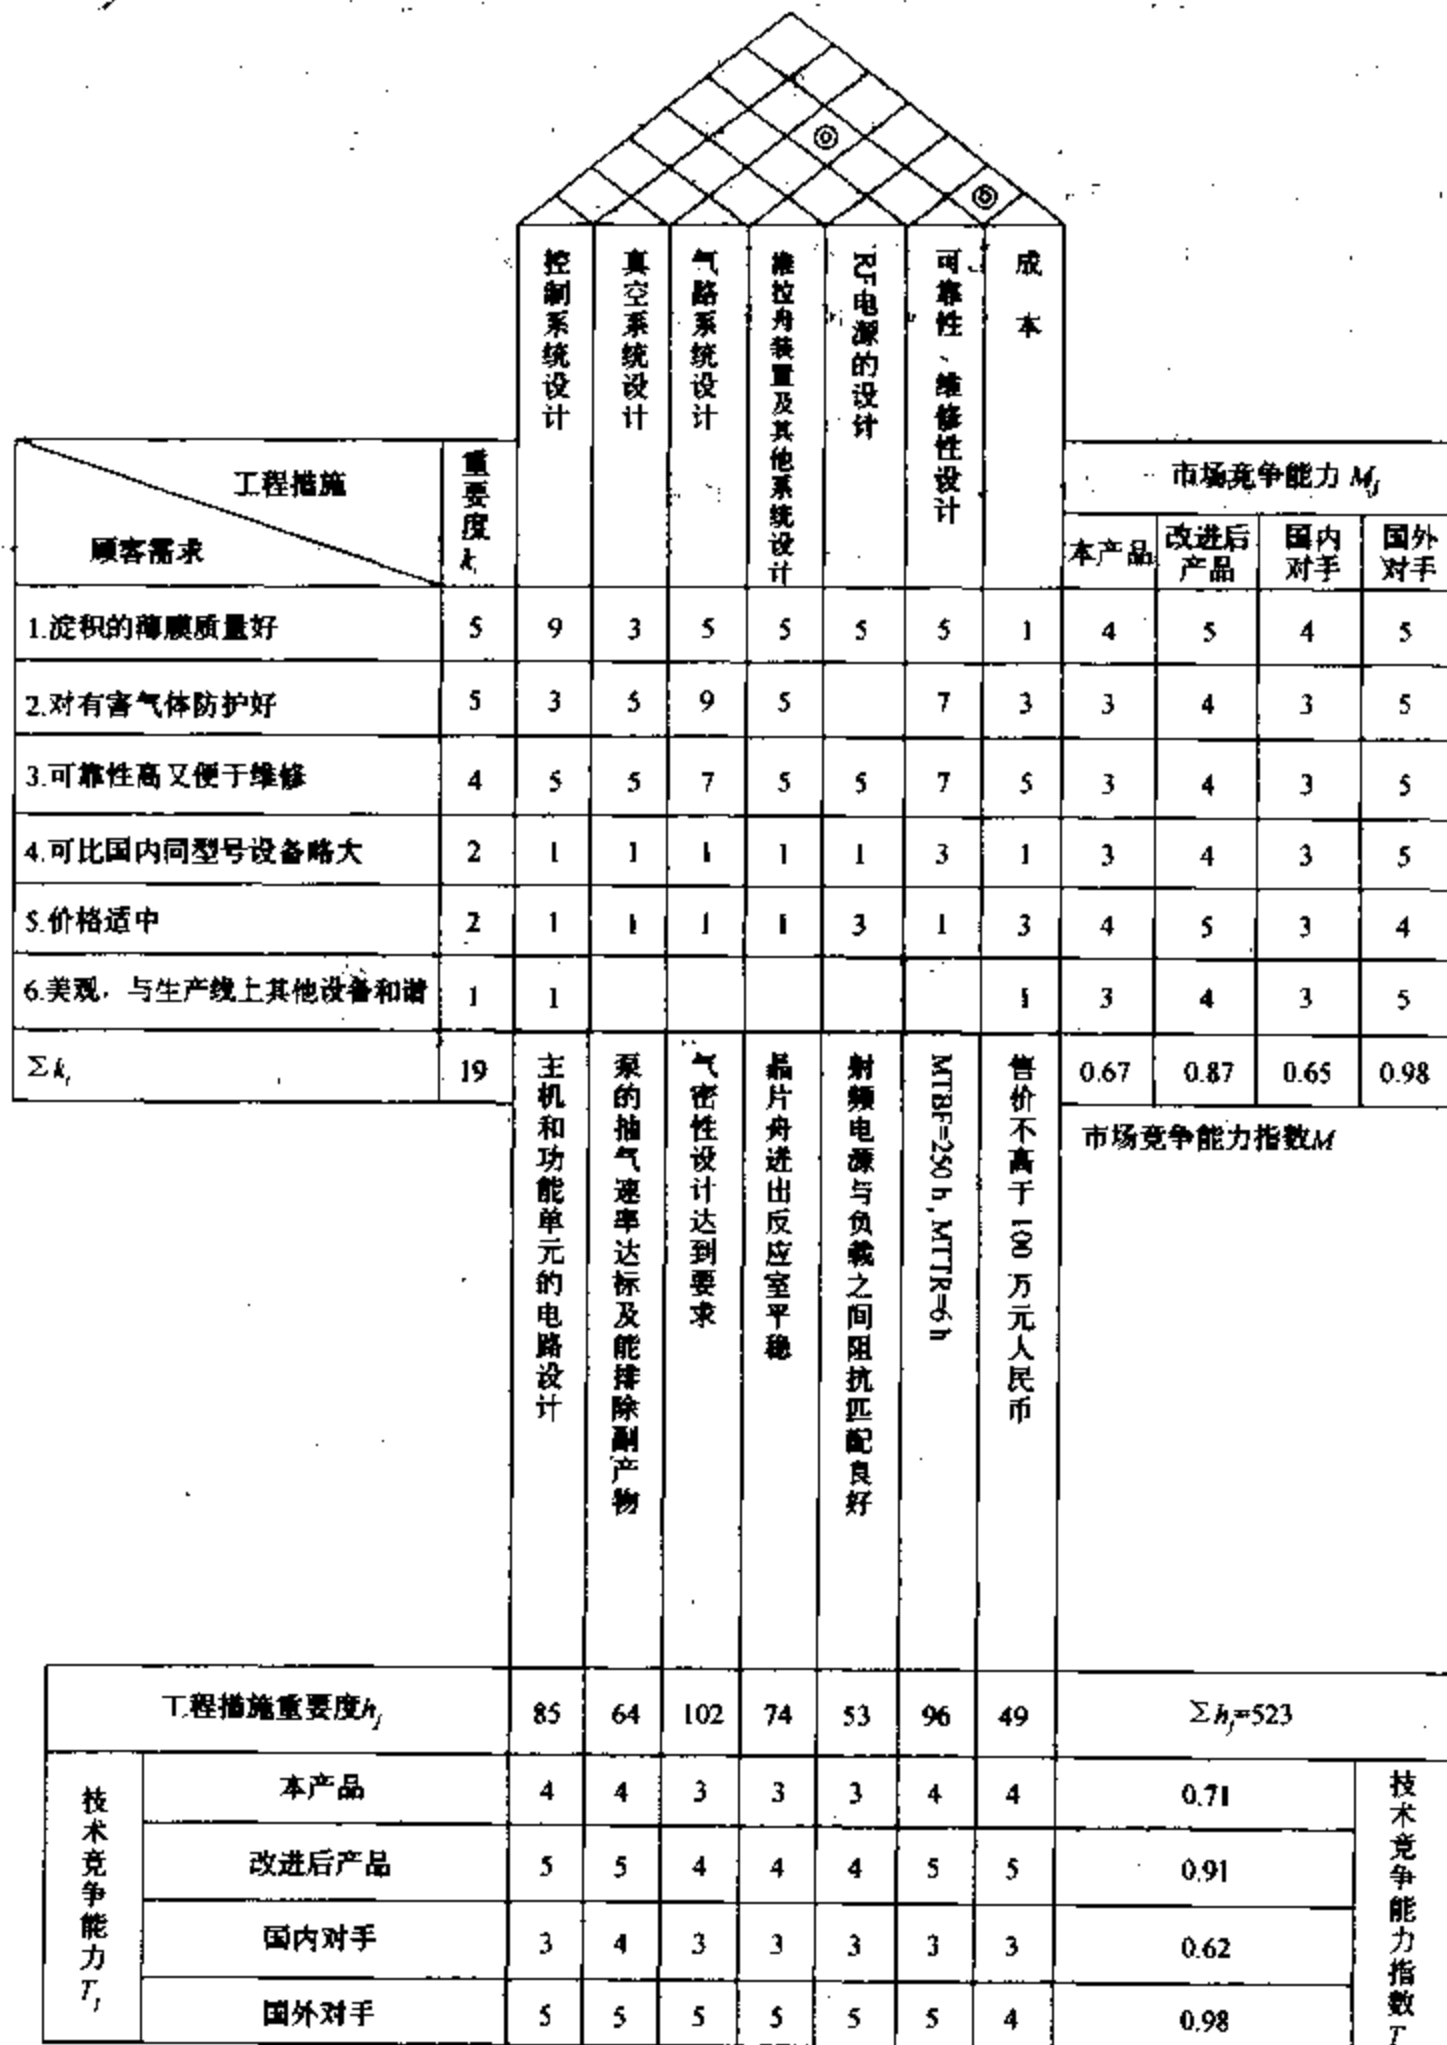 控制系统设计
真空系统设计
气路系统设计
推拉舟装置及其他系统设计
RF电源的设计
可靠性、维修性设计
成本
工程措施
顾客需求
重要度 kᵢ
市场竞争能力 Mⱼ
本产品 改进后产品 国内对手 国外对手
1.淀积的薄膜质量好 5 9 3 5 5 5 5 1 4 5 4 5
2.对有害气体防护好 5 3 5 9 5 7 3 3 4 3 5
3.可靠性高又便于维修 4 5 5 7 5 5 7 5 3 4 3 5
4.可比国内同型号设备略大 2 1 1 1 1 1 3 1 3 4 3 5
5.价格适中 2 1 1 1 1 3 1 3 4 5 3 4
6.美观，与生产线上其他设备和谐 1 1 1 3 4 3 5
Σkᵢ 19 0.67 0.87 0.65 0.98
市场竞争能力指数M
主机和功能单元的电路设计
泵的抽气速率达标及能排除副产物
气密性设计达到要求
晶片舟进出反应室平稳
射频电源与负载之间阻抗匹配良好
MTBF=250 h, MTTR=6 h
售价不高于100万元人民币
工程措施重要度hⱼ 85 64 102 74 53 96 49 Σhⱼ=523
技术竞争能力Tⱼ
本产品 4 4 3 3 3 4 4 0.71
改进后产品 5 5 4 4 4 5 5 0.91
国内对手 3 4 3 3 3 3 3 0.62
国外对手 5 5 5 5 5 5 4 0.98
技术竞争能力指数T